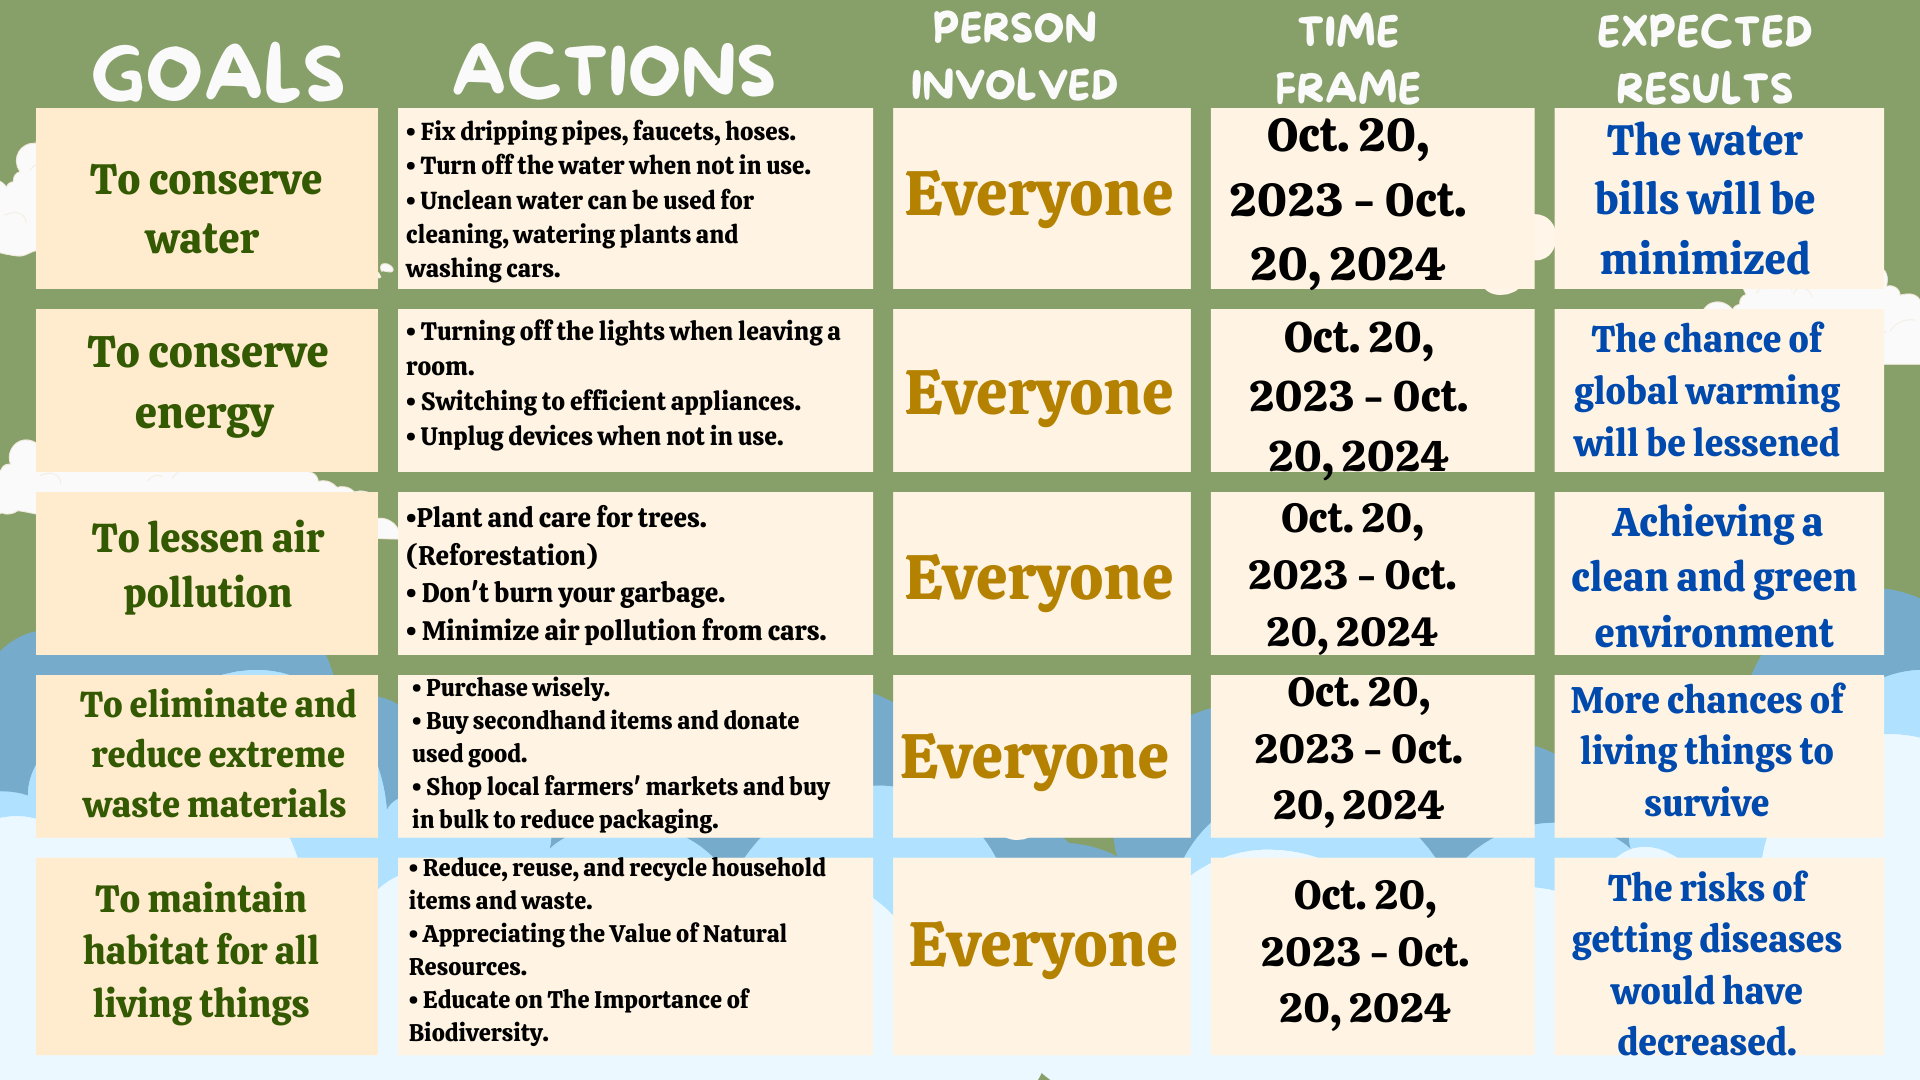 GOALS
ACTIONS
PERSON
INVOLVED
TIME
FRAME
EXPECTED
RESULTS
To conserve
water
• Fix dripping pipes, faucets, hoses.
• Turn off the water when not in use.
• Unclean water can be used for
cleaning, watering plants and
washing cars.
Everyone
Oct. 20,
2023 - Oct.
20, 2024
The water
bills will be
minimized
To conserve
energy
• Turning off the lights when leaving a
room.
• Switching to efficient appliances.
• Unplug devices when not in use.
Everyone
Oct. 20,
2023 - Oct.
20, 2024
The chance of
global warming
will be lessened
To lessen air
pollution
•Plant and care for trees.
(Reforestation)
• Don't burn your garbage.
• Minimize air pollution from cars.
Everyone
Oct. 20,
2023 - Oct.
20, 2024
Achieving a
clean and green
environment
To eliminate and
reduce extreme
waste materials
• Purchase wisely.
• Buy secondhand items and donate
used good.
• Shop local farmers' markets and buy
in bulk to reduce packaging.
Everyone
Oct. 20,
2023 - Oct.
20, 2024
More chances of
living things to
survive
To maintain
habitat for all
living things
• Reduce, reuse, and recycle household
items and waste.
• Appreciating the Value of Natural
Resources.
• Educate on The Importance of
Biodiversity.
Everyone
Oct. 20,
2023 - Oct.
20, 2024
The risks of
getting diseases
would have
decreased.